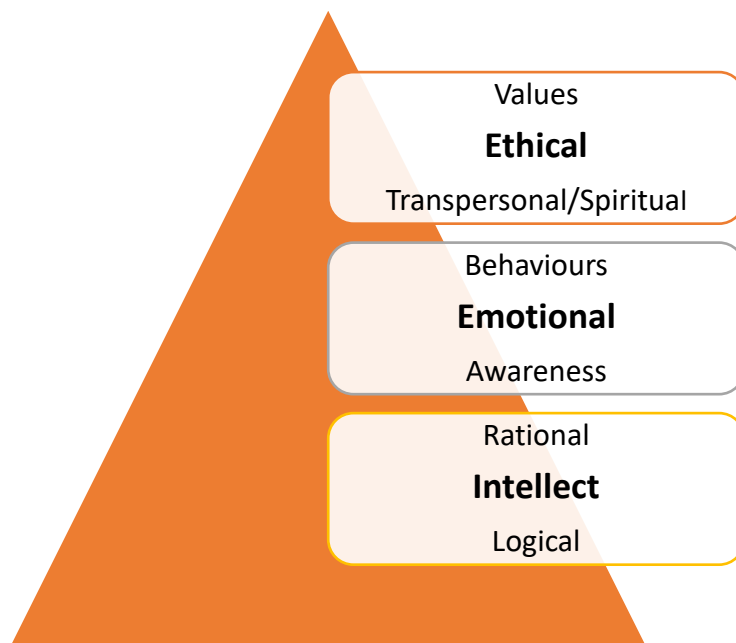 Values
Ethical
Transpersonal/Spiritual
Behaviours
Emotional
Awareness
Rational
Intellect
Logical